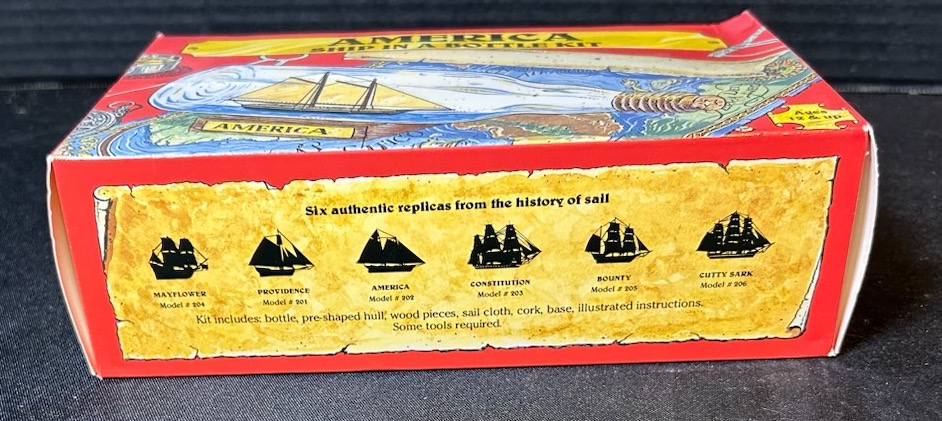 AMERICA
SHIP IN A BOTTLE KIT
AMERICA
Ages
12 & up
Six authentic replicas from the history of sail
MAYFLOWER
Model # 204
PROVIDENCE
Model # 201
AMERICA
Model # 202
CONSTITUTION
Model # 203
BOUNTY
Model # 205
CUTTY SARK
Model # 206
Kit includes: bottle, pre-shaped hull, wood pieces, sail cloth, cork, base, illustrated instructions.
Some tools required.